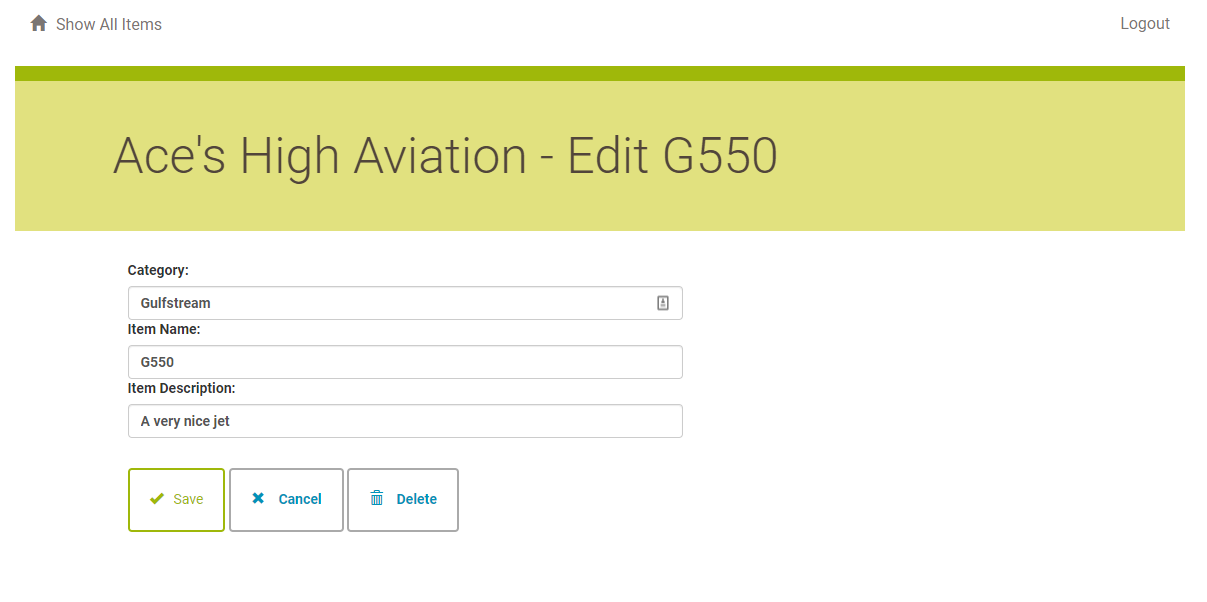 Show All Items
Logout
Ace's High Aviation - Edit G550
Category:
Gulfstream
Item Name:
G550
Item Description:
A very nice jet
Save Cancel Delete